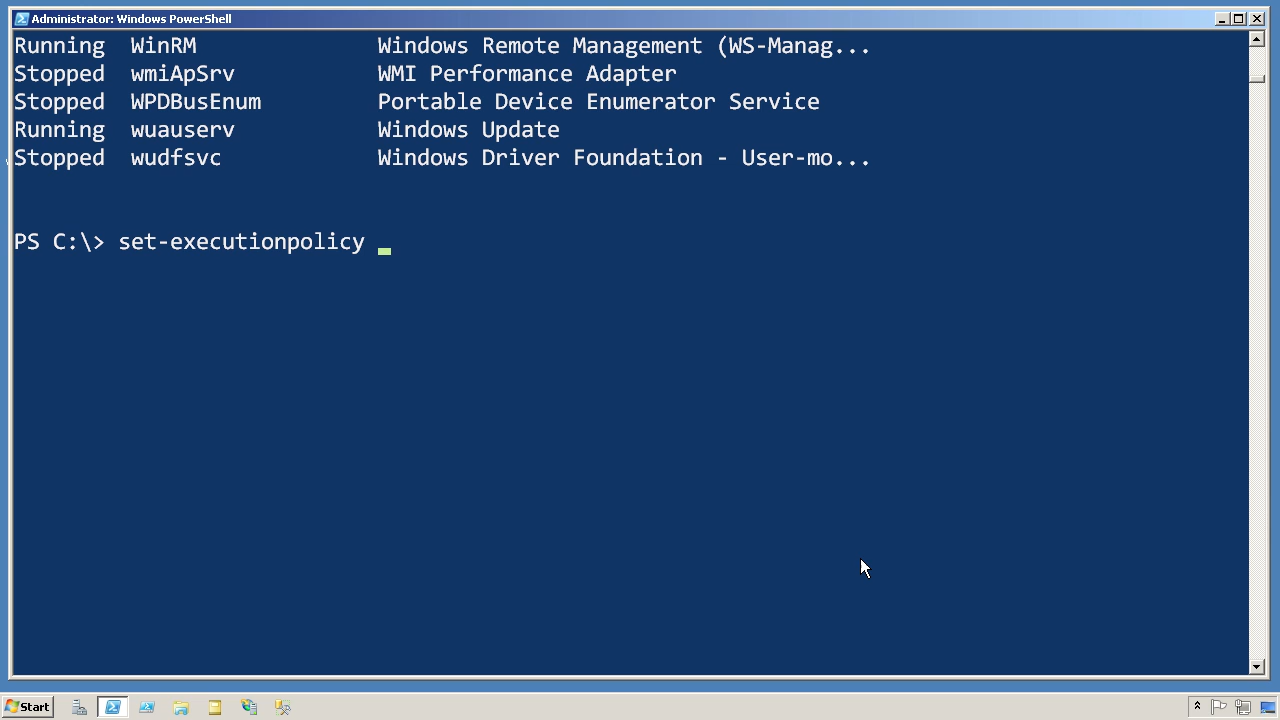 Administrator: Windows PowerShell
Running WinRM Windows Remote Management (WS-Manag...
Stopped wmiApSrv WMI Performance Adapter
Stopped WPDBusEnum Portable Device Enumerator Service
Running wuauserv Windows Update
Stopped wudfsvc Windows Driver Foundation - User-mo...
PS C:\> set-executionpolicy
Start